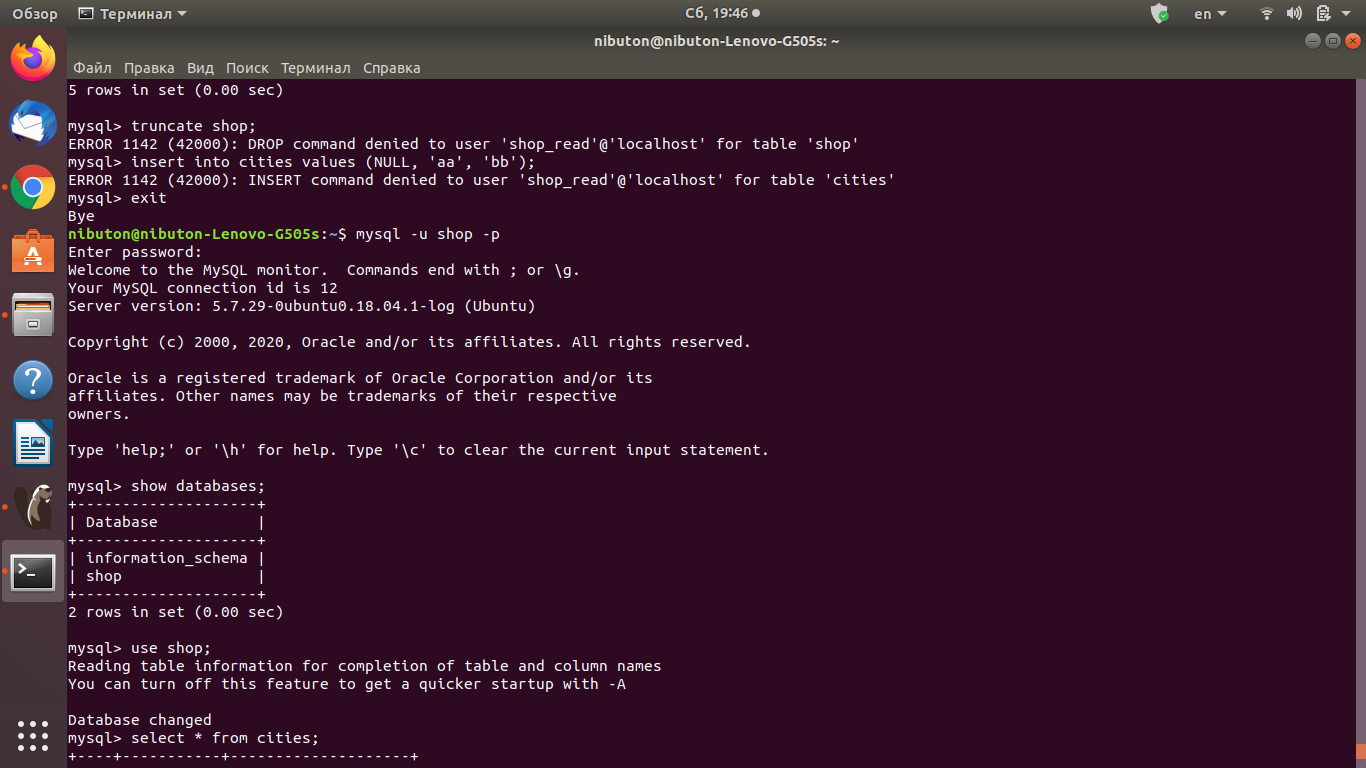 Обзор Терминал Сб, 19:46 en
nibuton@nibuton-Lenovo-G505s: ~
Файл Правка Вид Поиск Терминал Справка
5 rows in set (0.00 sec)
mysql> truncate shop;
ERROR 1142 (42000): DROP command denied to user 'shop_read'@'localhost' for table 'shop'
mysql> insert into cities values (NULL, 'aa', 'bb');
ERROR 1142 (42000): INSERT command denied to user 'shop_read'@'localhost' for table 'cities'
mysql> exit
Bye
nibuton@nibuton-Lenovo-G505s:~$ mysql -u shop -p
Enter password:
Welcome to the MySQL monitor.  Commands end with ; or \g.
Your MySQL connection id is 12
Server version: 5.7.29-0ubuntu0.18.04.1-log (Ubuntu)
Copyright (c) 2000, 2020, Oracle and/or its affiliates. All rights reserved.
Oracle is a registered trademark of Oracle Corporation and/or its
affiliates. Other names may be trademarks of their respective
owners.
Type 'help;' or '\h' for help. Type '\c' to clear the current input statement.
mysql> show databases;
+--------------------+
| Database           |
+--------------------+
| information_schema |
| shop               |
+--------------------+
2 rows in set (0.00 sec)
mysql> use shop;
Reading table information for completion of table and column names
You can turn off this feature to get a quicker startup with -A
Database changed
mysql> select * from cities;
+----+-----------+--------------------+